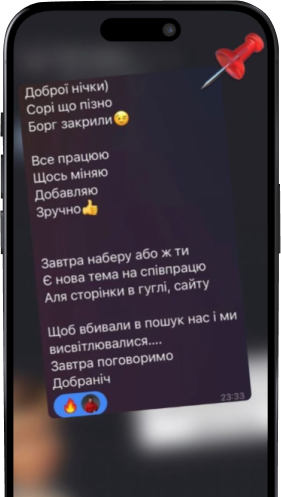 Доброї нічки)
Сорі що пізно
Борг закрили😉
Все працюю
Щось міняю
Добавляю
Зручно👍
Завтра наберу або ж ти
Є нова тема на співпрацю
Аля сторінки в гуглі, сайту
Щоб вбивали в пошук нас і ми
висвітлювалися....
Завтра поговоримо
Добраніч
23:33